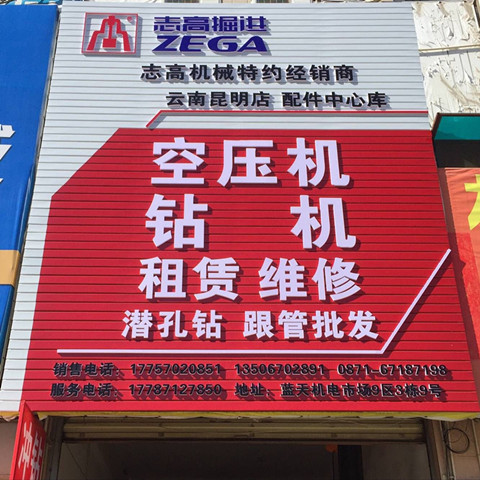 志高掘进
ZEGA
志高机械特约经销商
云南昆明店 配件中心库
空压机
钻 机
租赁 维修
潜孔钻 跟管批发
销售电话：17757020851 13506702891 0871-67187198
服务电话：17787127850 地址：蓝天机电市场9区3栋9号